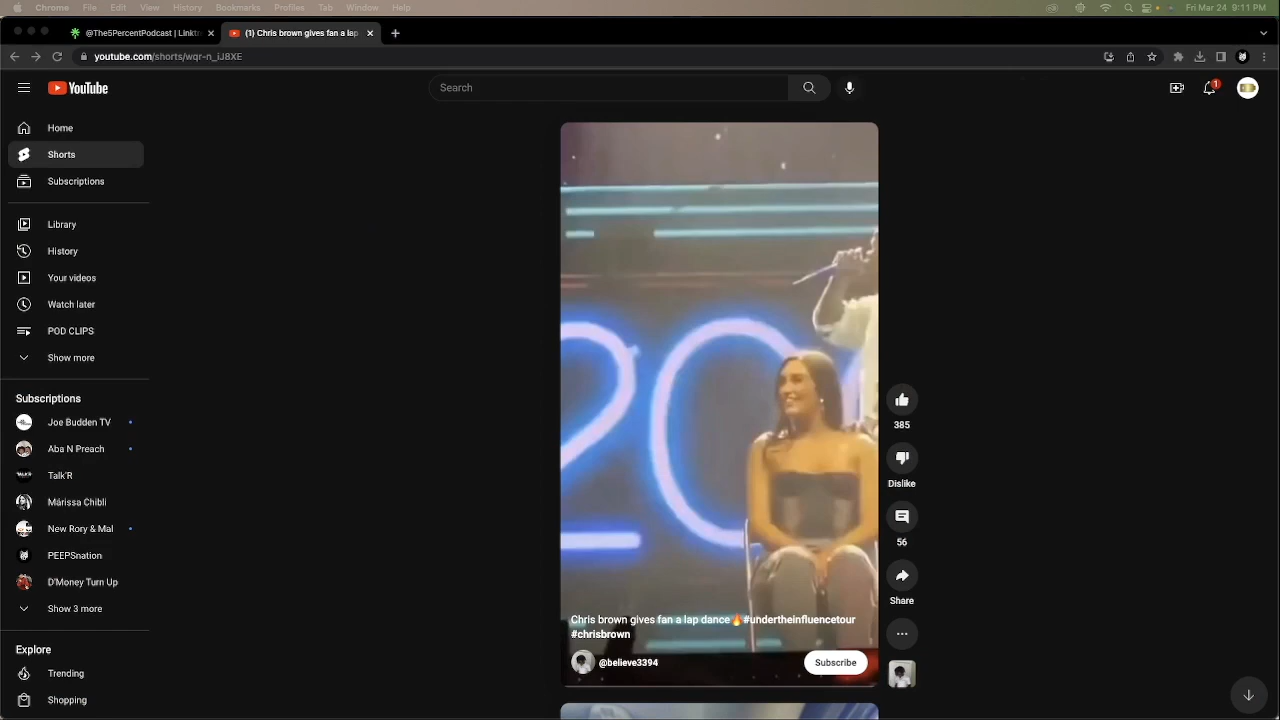 Chrome File Edit View History Bookmarks Profiles Tab Window Help Fri Mar 24 9:11 PM
@The5PercentPodcast | Linktr (1) Chris brown gives fan a lap
youtube.com/shorts/wqr-n_iJ8XE
YouTube
Search
1
Home
Shorts
Subscriptions
Library
History
Your videos
Watch later
POD CLIPS
Show more
Subscriptions
Joe Budden TV
Aba N Preach
TALK'R Talk'R
Márissa Chibli
New Rory & Mal
PEEPSnation
D'Money Turn Up
Show 3 more
Explore
Trending
Shopping
20
Chris brown gives fan a lap dance🔥#undertheinfluencetour
#chrisbrown
@believe3394
Subscribe
385
Dislike
56
Share